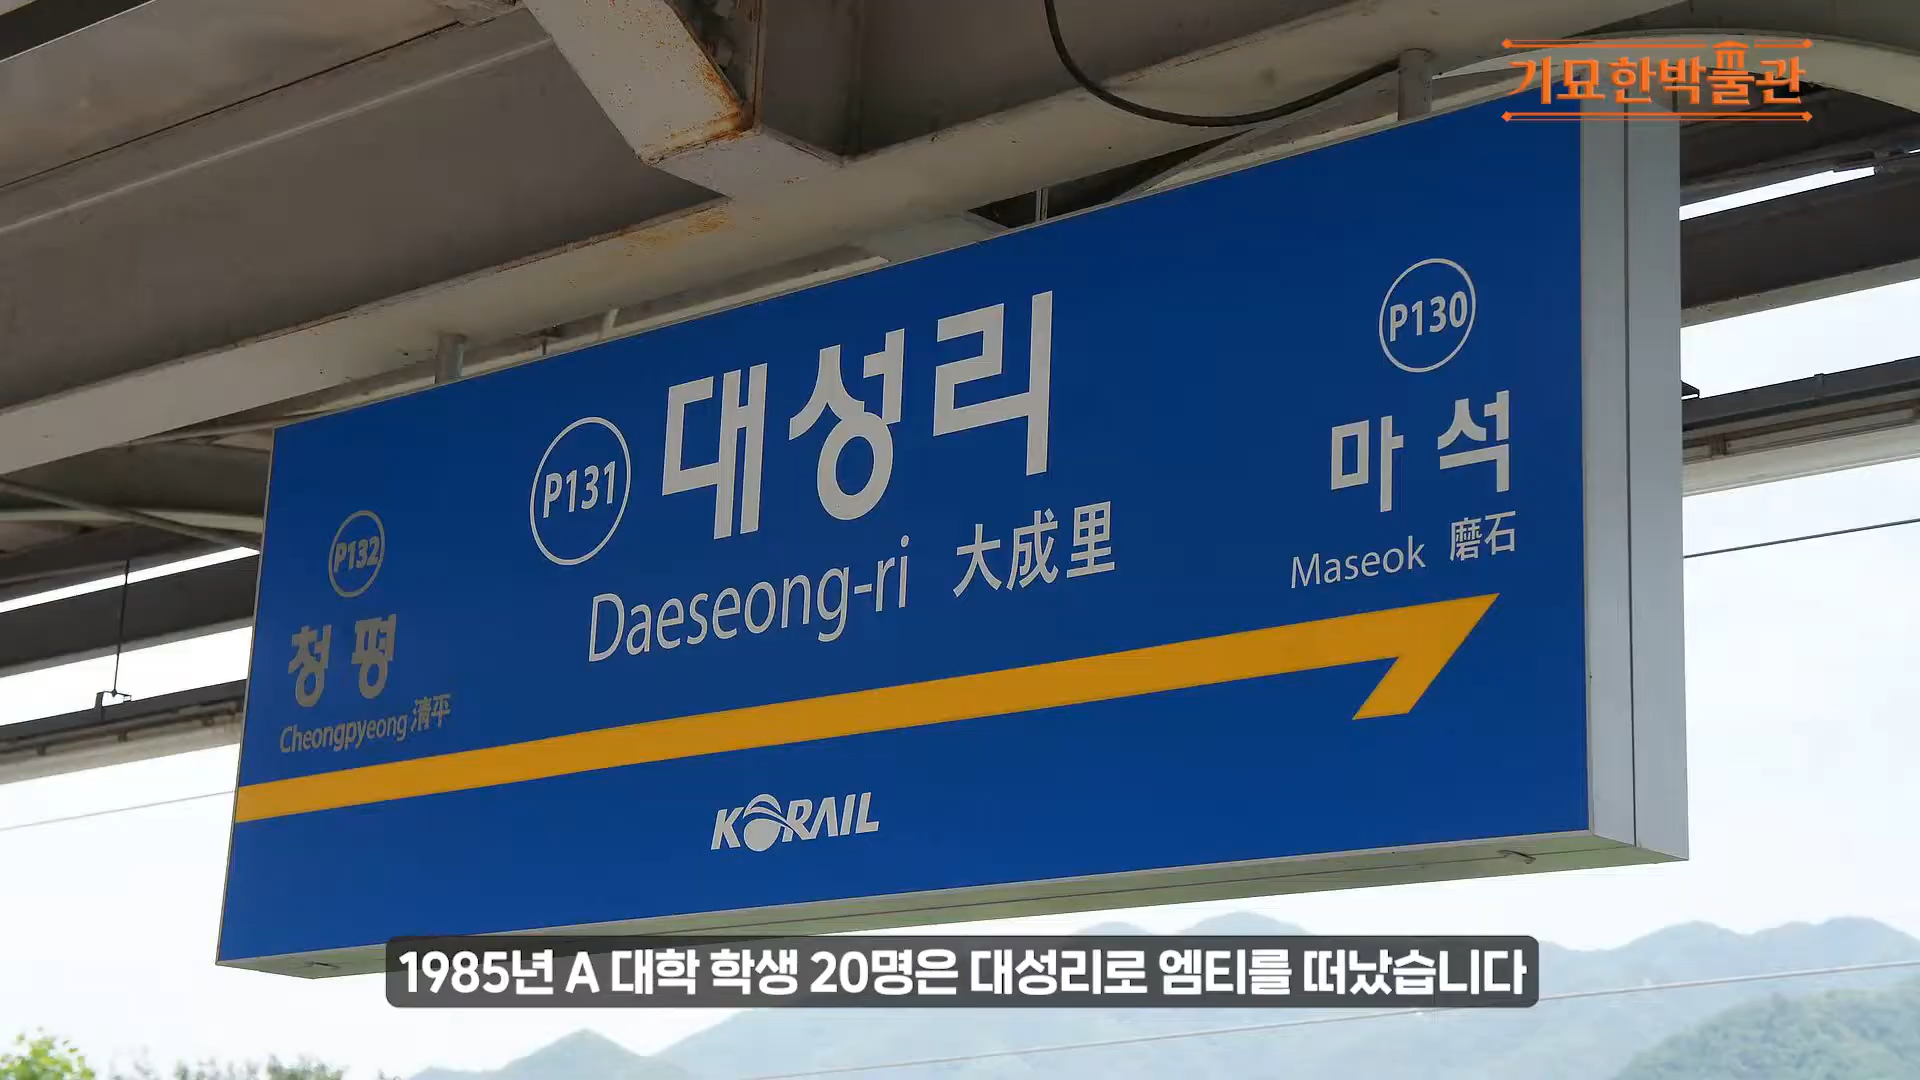 기묘한박물관
P130
마석
Maseok 磨石
P131
대성리
Daeseong-ri 大成里
P132
청평
Cheongpyeong 清平
KORAIL
1985년 A 대학 학생 20명은 대성리로 엠티를 떠났습니다